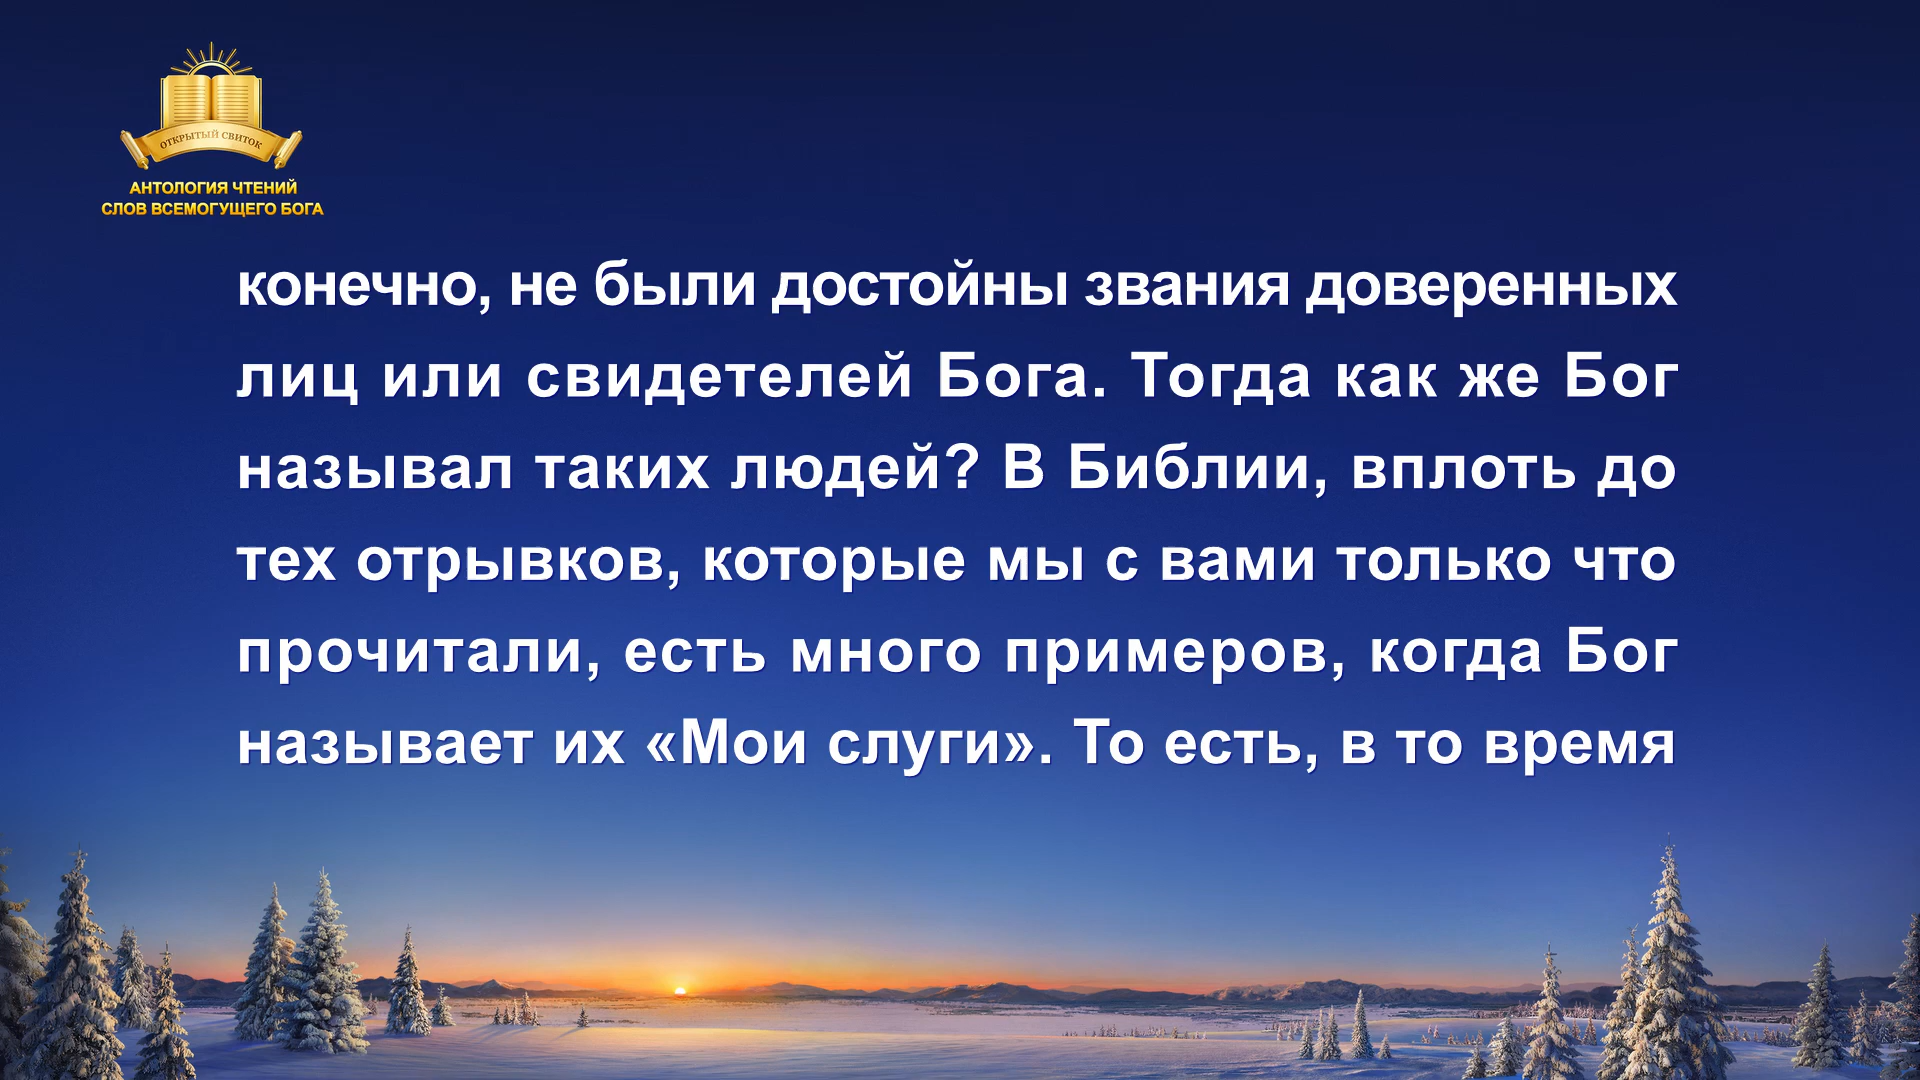 ОТКРЫТЫЙ СВИТОК
АНТОЛОГИЯ ЧТЕНИЙ
СЛОВ ВСЕМОГУЩЕГО БОГА
конечно, не были достойны звания доверенных
лиц или свидетелей Бога. Тогда как же Бог
называл таких людей? В Библии, вплоть до
тех отрывков, которые мы с вами только что
прочитали, есть много примеров, когда Бог
называет их «Мои слуги». То есть, в то время